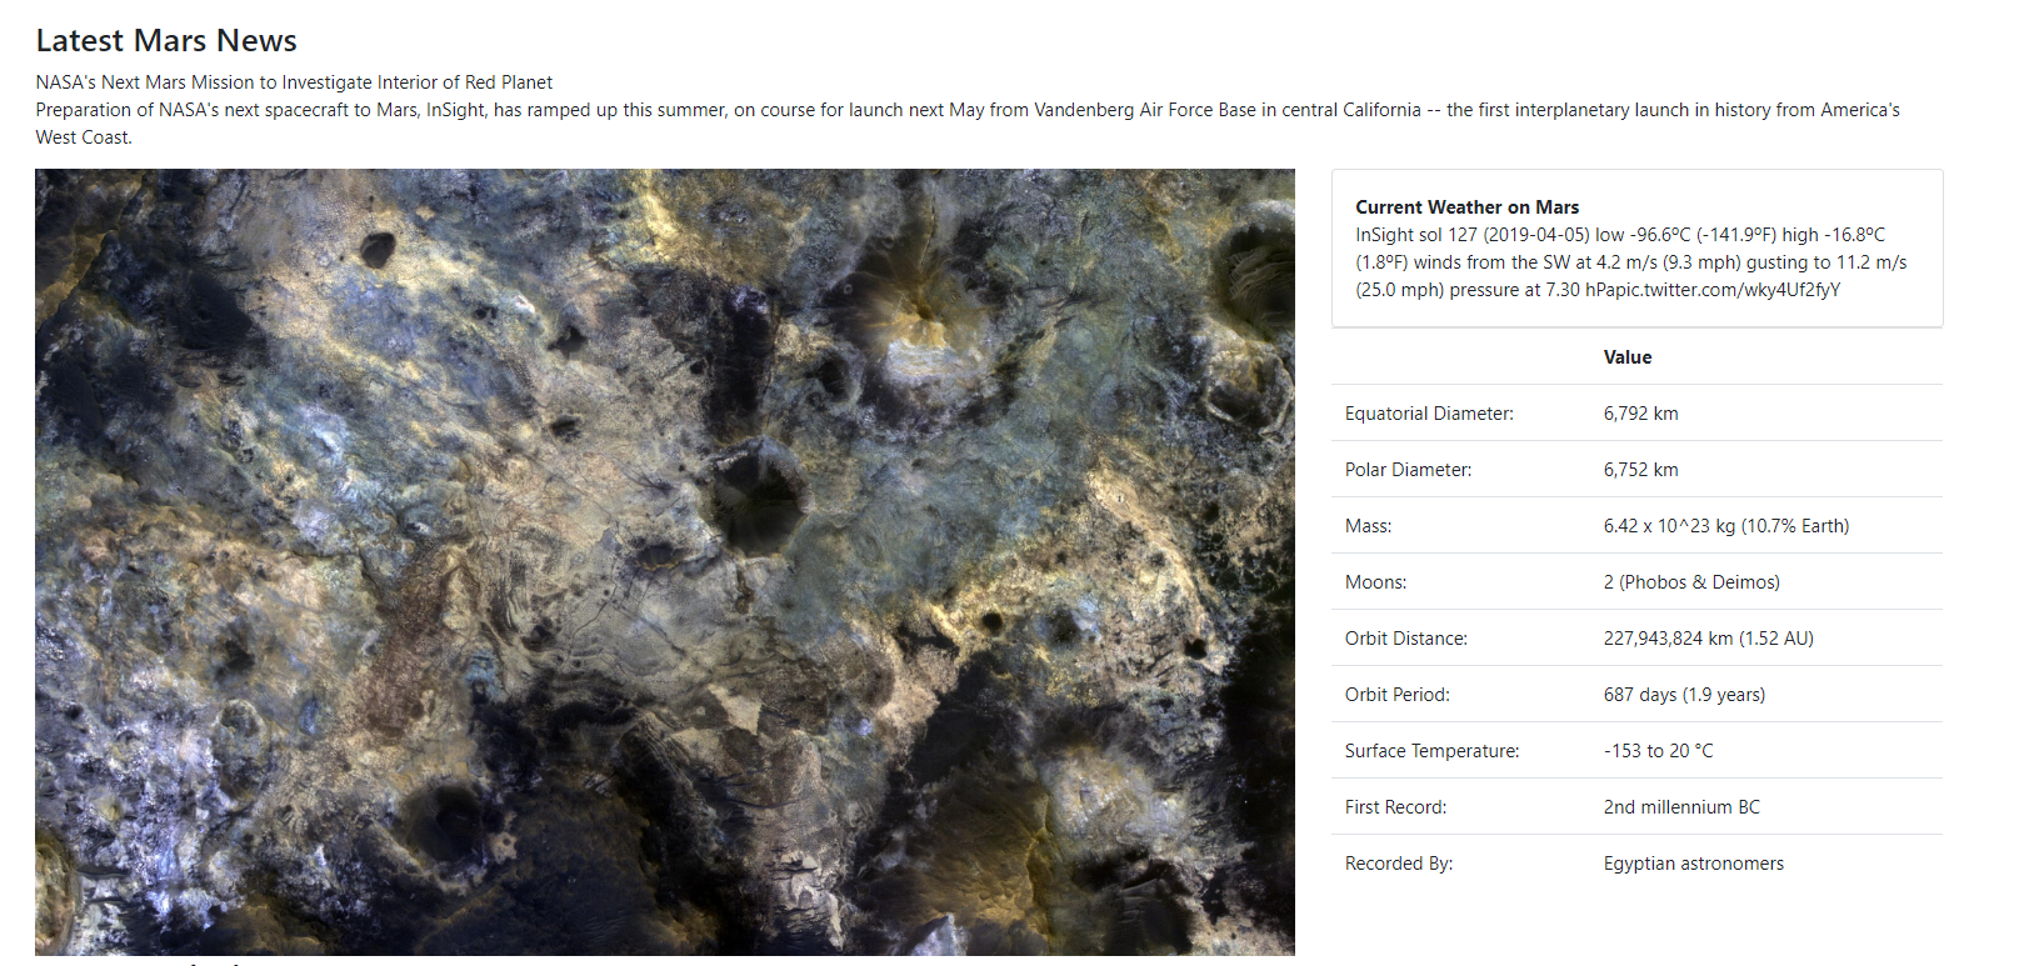 Latest Mars News
NASA's Next Mars Mission to Investigate Interior of Red Planet
Preparation of NASA's next spacecraft to Mars, InSight, has ramped up this summer, on course for launch next May from Vandenberg Air Force Base in central California -- the first interplanetary launch in history from America's
West Coast.
Current Weather on Mars
InSight sol 127 (2019-04-05) low -96.6ºC (-141.9ºF) high -16.8ºC
(1.8ºF) winds from the SW at 4.2 m/s (9.3 mph) gusting to 11.2 m/s
(25.0 mph) pressure at 7.30 hPapic.twitter.com/wky4Uf2fyY
Value
Equatorial Diameter: 6,792 km
Polar Diameter: 6,752 km
Mass: 6.42 x 10^23 kg (10.7% Earth)
Moons: 2 (Phobos & Deimos)
Orbit Distance: 227,943,824 km (1.52 AU)
Orbit Period: 687 days (1.9 years)
Surface Temperature: -153 to 20 °C
First Record: 2nd millennium BC
Recorded By: Egyptian astronomers